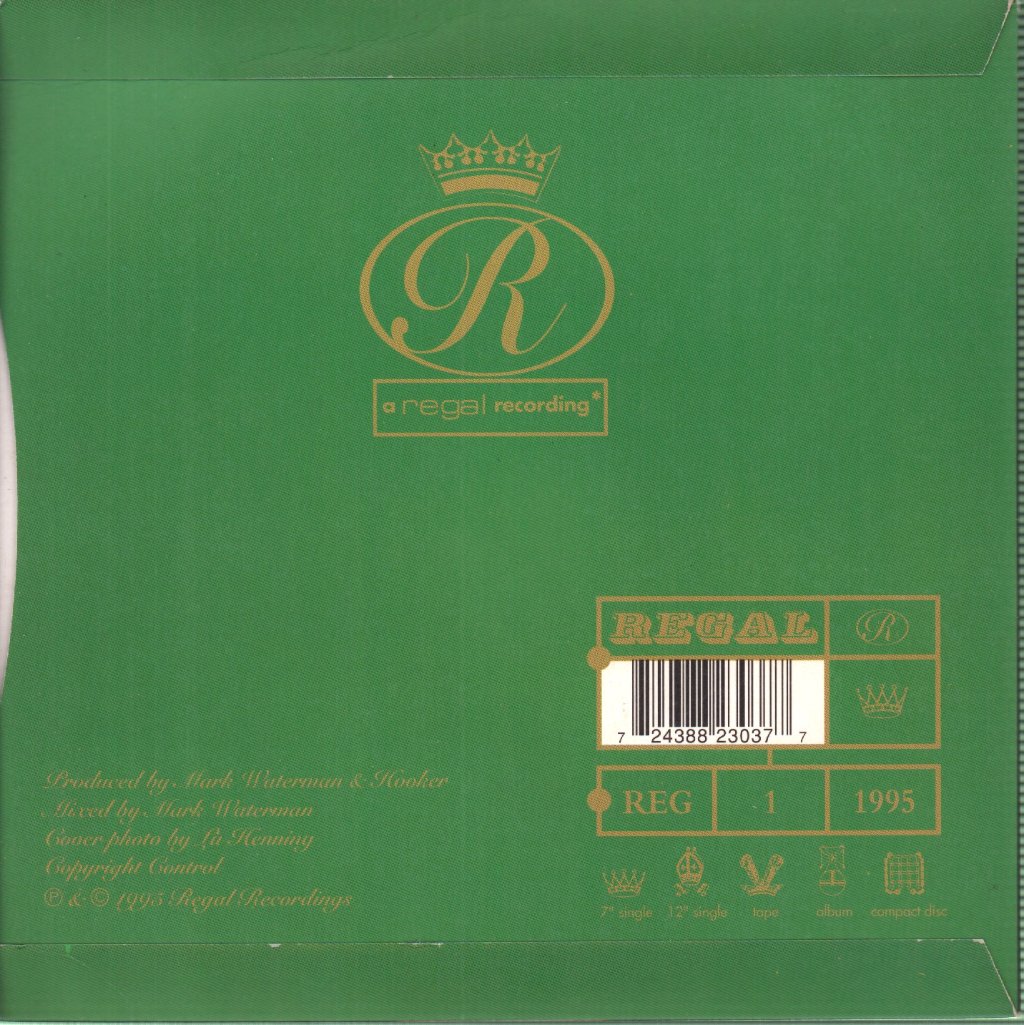 R
a regal recording*
REGAL
R
7 24388 23037 7
REG 1 1995
7" single 12" single tape album compact disc
Produced by Mark Waterman & Hooker
Mixed by Mark Waterman
Cover photo by Lù Henning
Copyright Control
℗ & © 1995 Regal Recordings